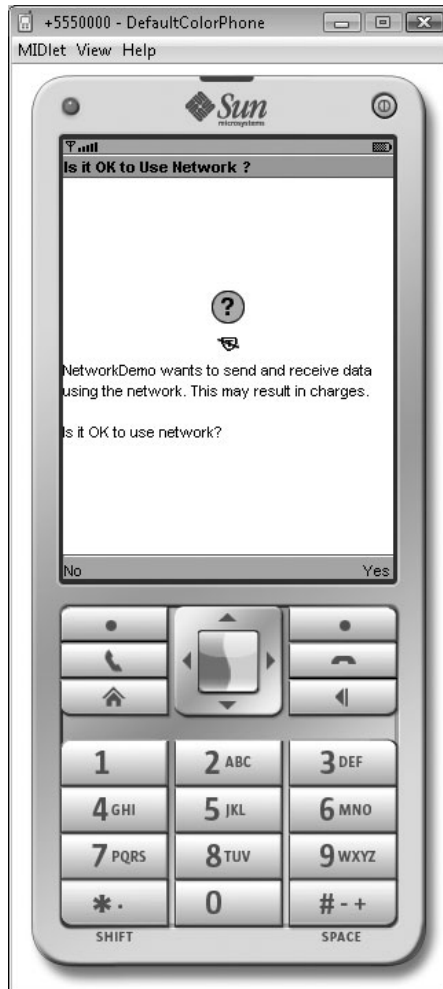 +5550000 - DefaultColorPhone
MIDlet View Help
Sun
microsystems
Is it OK to Use Network ?
?
NetworkDemo wants to send and receive data
using the network. This may result in charges.
Is it OK to use network?
No Yes
1 2 ABC 3 DEF
4 GHI 5 JKL 6 MNO
7 PQRS 8 TUV 9 WXYZ
* . 0 # - +
SHIFT SPACE